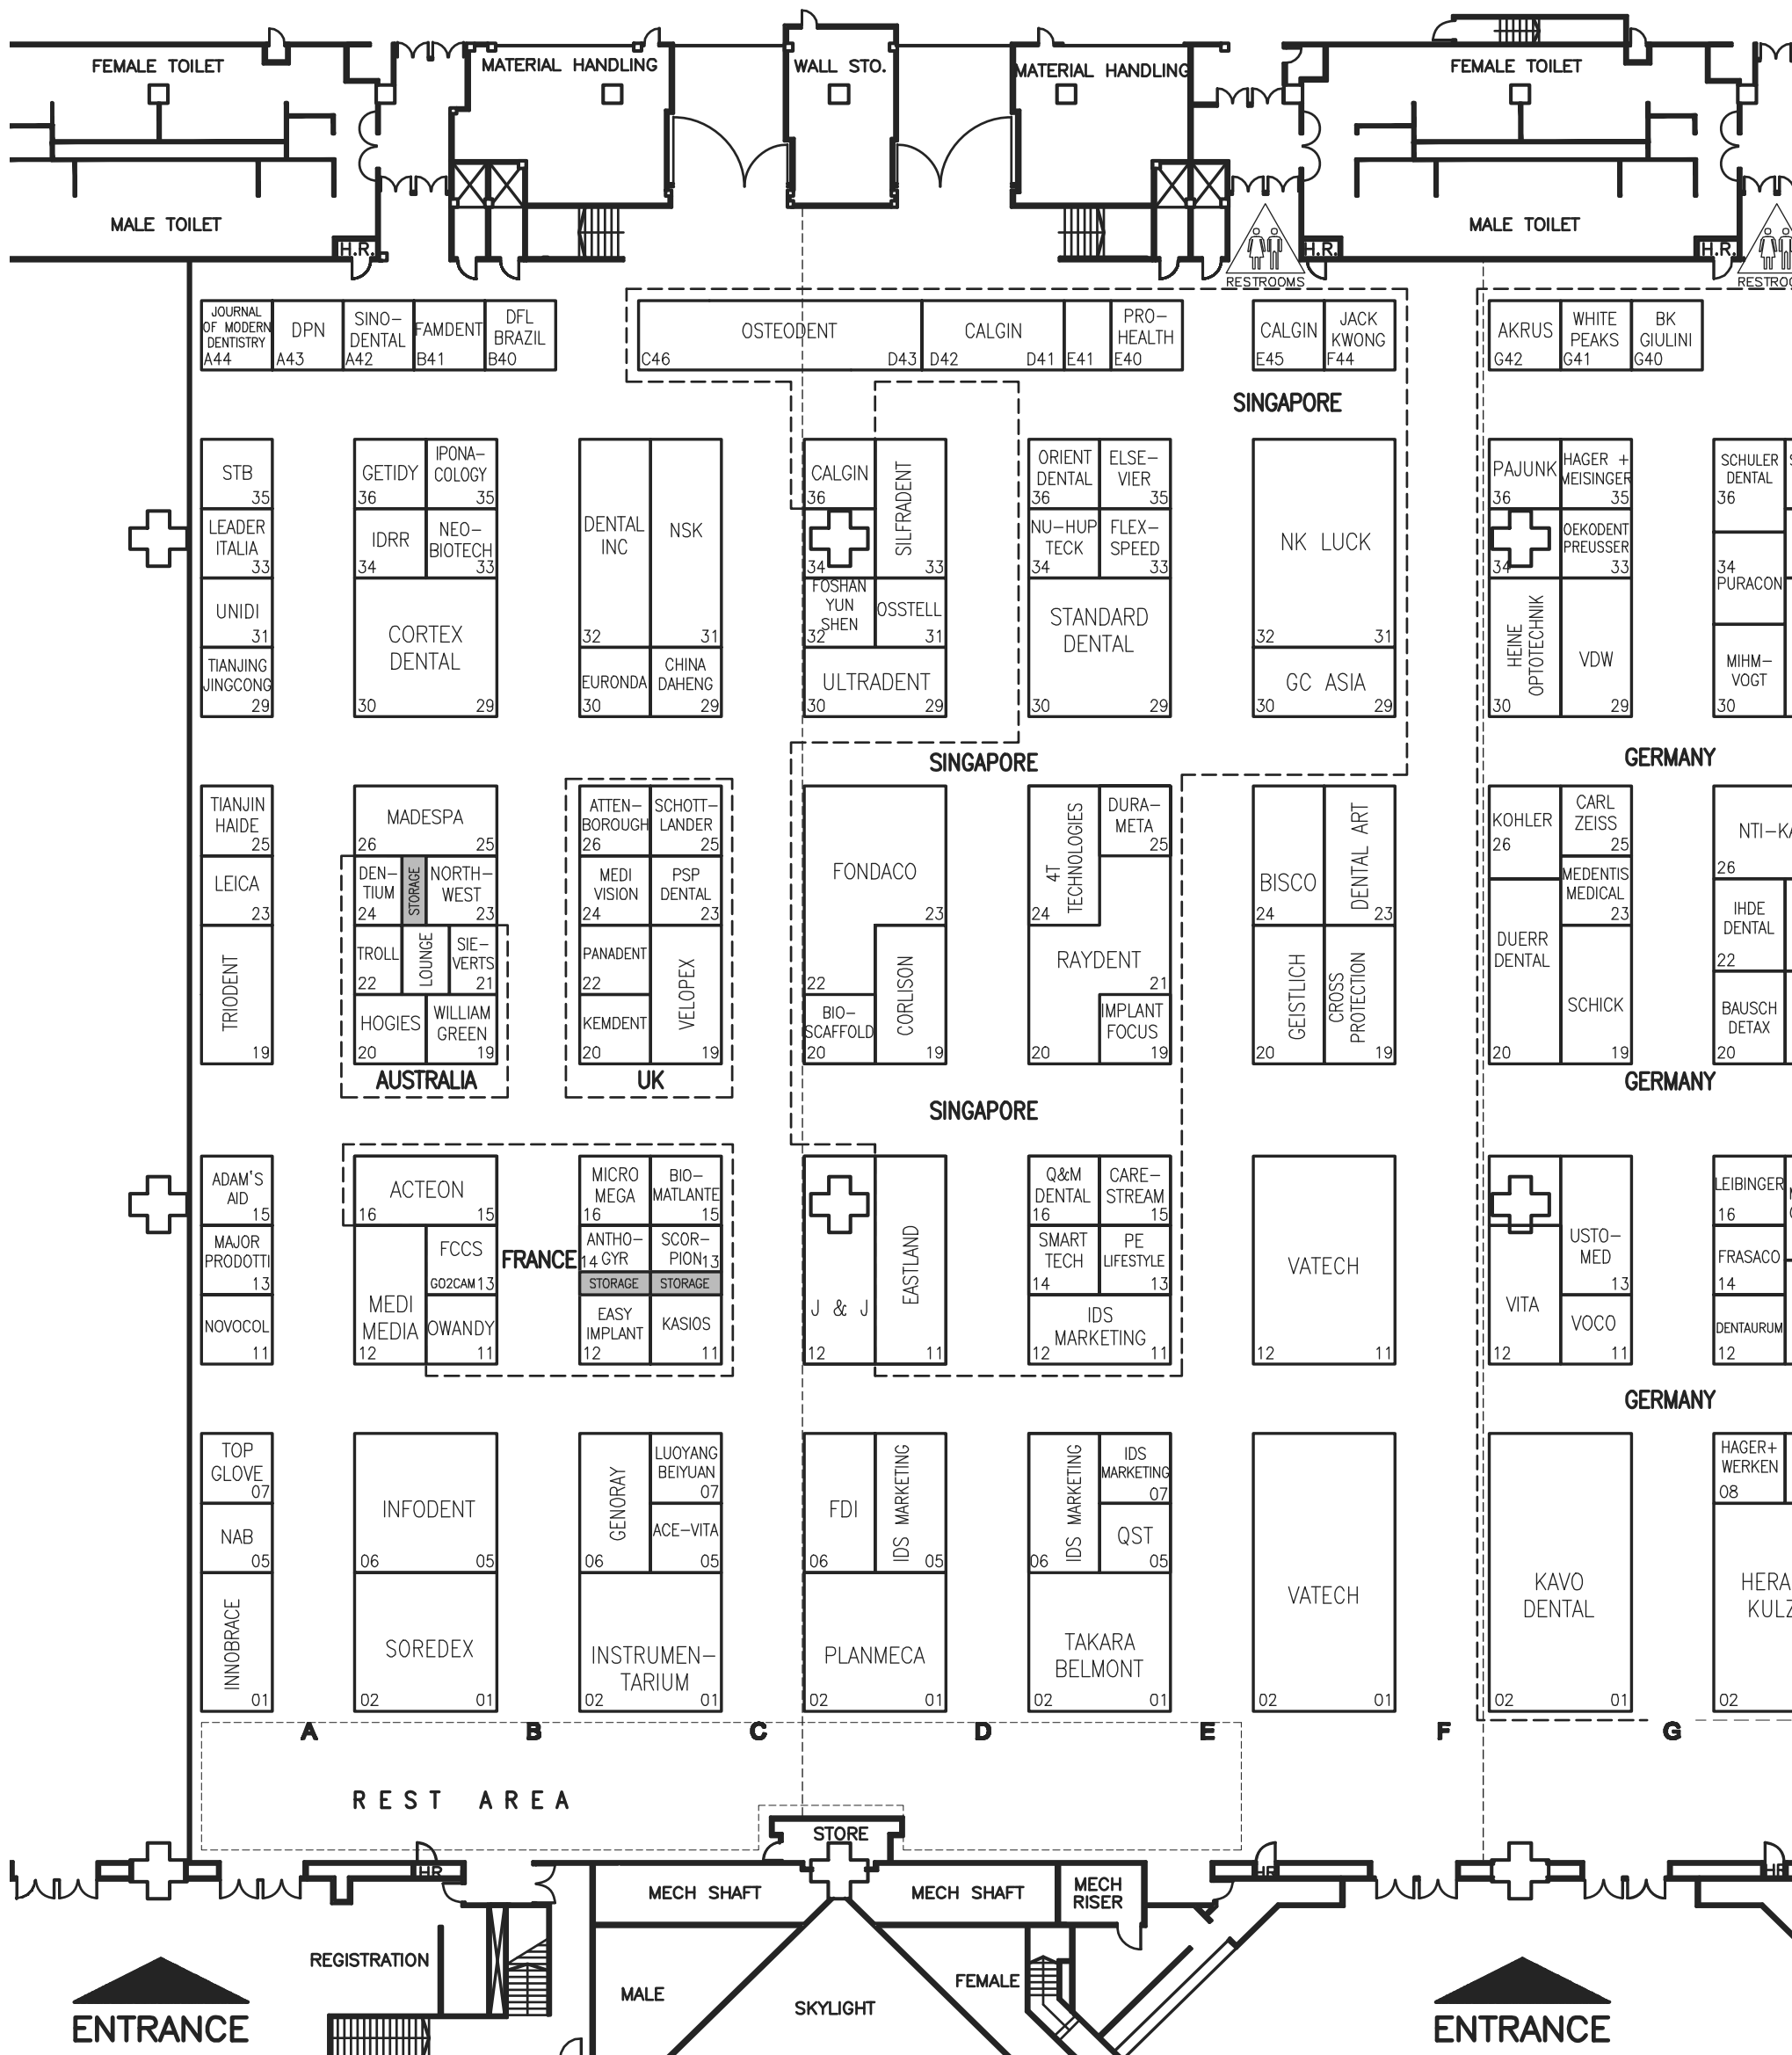 FEMALE TOILET
MATERIAL HANDLING
WALL STO.
MATERIAL HANDLING
FEMALE TOILET
MALE TOILET
H.R.
H.R.
MALE TOILET
H.R.
RESTROOMS
JOURNAL
OF MODERN
DENTISTRY
A44
DPN
A43
SINO-
DENTAL
A42
FAMDENT
B41
DFL
BRAZIL
B40
OSTEODENT
C46
D43
CALGIN
D42
D41
E41
PRO-
HEALTH
E40
CALGIN
E45
JACK
KWONG
F44
AKRUS
G42
WHITE
PEAKS
G41
BK
GIULINI
G40
SINGAPORE
STB
35
GETIDY
36
IPONA-
COLOGY
35
DENTAL
INC
32
NSK
31
CALGIN
36
SILFRADENT
33
ORIENT
DENTAL
36
ELSE-
VIER
35
NK LUCK
32
31
PAJUNK
36
HAGER +
MEISINGER
35
SCHULER
DENTAL
36
LEADER
ITALIA
33
IDRR
34
NEO-
BIOTECH
33
34
NU-HUP
TECK
34
FLEX-
SPEED
33
34
OEKODENT
PREUSSER
33
34
PURACON
UNIDI
31
CORTEX
DENTAL
30
29
FOSHAN
YUN
SHEN
32
OSSTELL
31
STANDARD
DENTAL
30
29
HEINE
OPTOTECHNIK
30
VDW
29
TIANJING
JINGCONG
29
EURONDA
30
CHINA
DAHENG
29
ULTRADENT
30
29
GC ASIA
30
29
MIHM-
VOGT
30
SINGAPORE
GERMANY
TIANJIN
HAIDE
25
MADESPA
26
25
ATTEN-
BOROUGH
26
SCHOTT-
LANDER
25
FONDACO
23
22
4T
TECHNOLOGIES
24
DURA-
META
25
BISCO
24
DENTAL ART
23
KOHLER
26
CARL
ZEISS
25
26
LEICA
23
DEN-
TIUM
24
STORAGE
NORTH-
WEST
23
MEDI
VISION
24
PSP
DENTAL
23
MEDENTIS
MEDICAL
23
IHDE
DENTAL
22
TRIODENT
19
TROLL
22
LOUNGE
SIE-
VERTS
21
PANADENT
22
VELOPEX
19
CORLISON
19
RAYDENT
21
20
GEISTLICH
20
CROSS
PROTECTION
19
DUERR
DENTAL
20
SCHICK
19
HOGIES
20
WILLIAM
GREEN
19
KEMDENT
20
BIO-
SCAFFOLD
20
IMPLANT
FOCUS
19
BAUSCH
DETAX
20
AUSTRALIA
UK
SINGAPORE
GERMANY
ADAM'S
AID
15
ACTEON
16
15
MICRO
MEGA
16
BIO-
MATLANTE
15
J & J
12
EASTLAND
11
Q&M
DENTAL
16
CARE-
STREAM
15
VATECH
12
11
VITA
12
USTO-
MED
13
LEIBINGER
16
MAJOR
PRODOTTI
13
MEDI
MEDIA
12
FCCS
GO2CAM 13
FRANCE
ANTHO-
GYR
14
SCOR-
PION
13
STORAGE
STORAGE
SMART
TECH
14
PE
LIFESTYLE
13
FRASACO
14
NOVOCOL
11
OWANDY
11
EASY
IMPLANT
12
KASIOS
11
IDS
MARKETING
12
11
VOCO
11
DENTAURUM
12
GERMANY
TOP
GLOVE
07
INFODENT
06
05
GENORAY
06
LUOYANG
BEIYUAN
07
FDI
06
IDS MARKETING
05
IDS MARKETING
06
IDS
MARKETING
07
VATECH
02
01
KAVO
DENTAL
02
01
HAGER+
WERKEN
08
NAB
05
ACE-VITA
05
QST
05
INNOBRACE
01
SOREDEX
02
01
INSTRUMEN-
TARIUM
02
01
PLANMECA
02
01
TAKARA
BELMONT
02
01
02
A
B
C
D
E
F
G
REST AREA
STORE
HR
MECH SHAFT
MECH SHAFT
MECH
RISER
HR
HR
REGISTRATION
MALE
SKYLIGHT
FEMALE
ENTRANCE
ENTRANCE